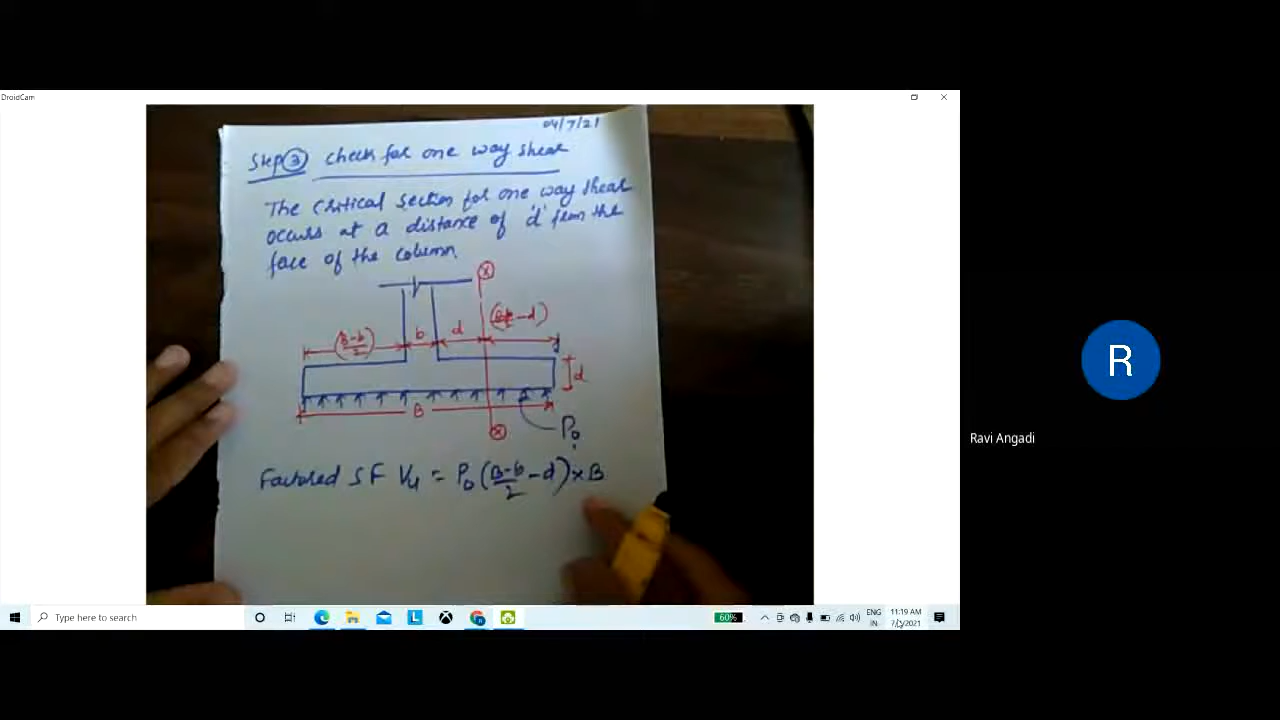 DroidCam
04/7/21
Step 3 Check for one way shear
The critical section for one way shear
occurs at a distance of 'd' from the
face of the column.
X
(B-b/2) b d (B-b/2 - d)
d
B
X
P₀
Factored SF Vu = P₀ (B-b/2 - d) × B
R
Ravi Angadi
Type here to search
L
60%
ENG
IN
11:19 AM